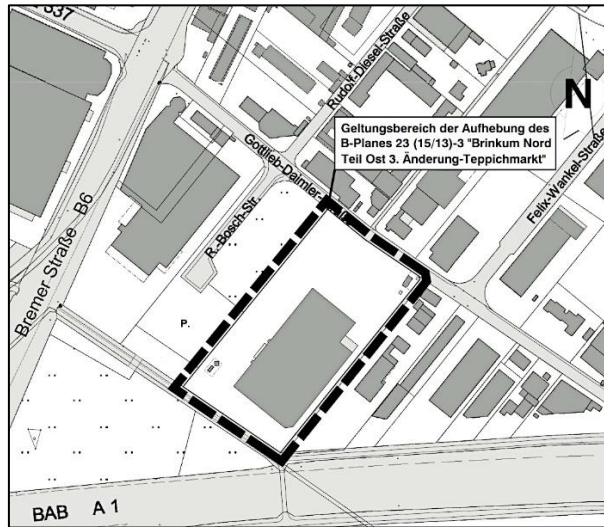 337
Rudolf-Diesel-Straße
N
Geltungsbereich der Aufhebung des
B-Planes 23 (15/13)-3 "Brinkum Nord
Teil Ost 3. Änderung-Teppichmarkt"
Gottlieb-Daimler-
Felix-Wankel-Straße
R.-Bosch-Str.
Bremer Straße B6
P.
BAB A 1